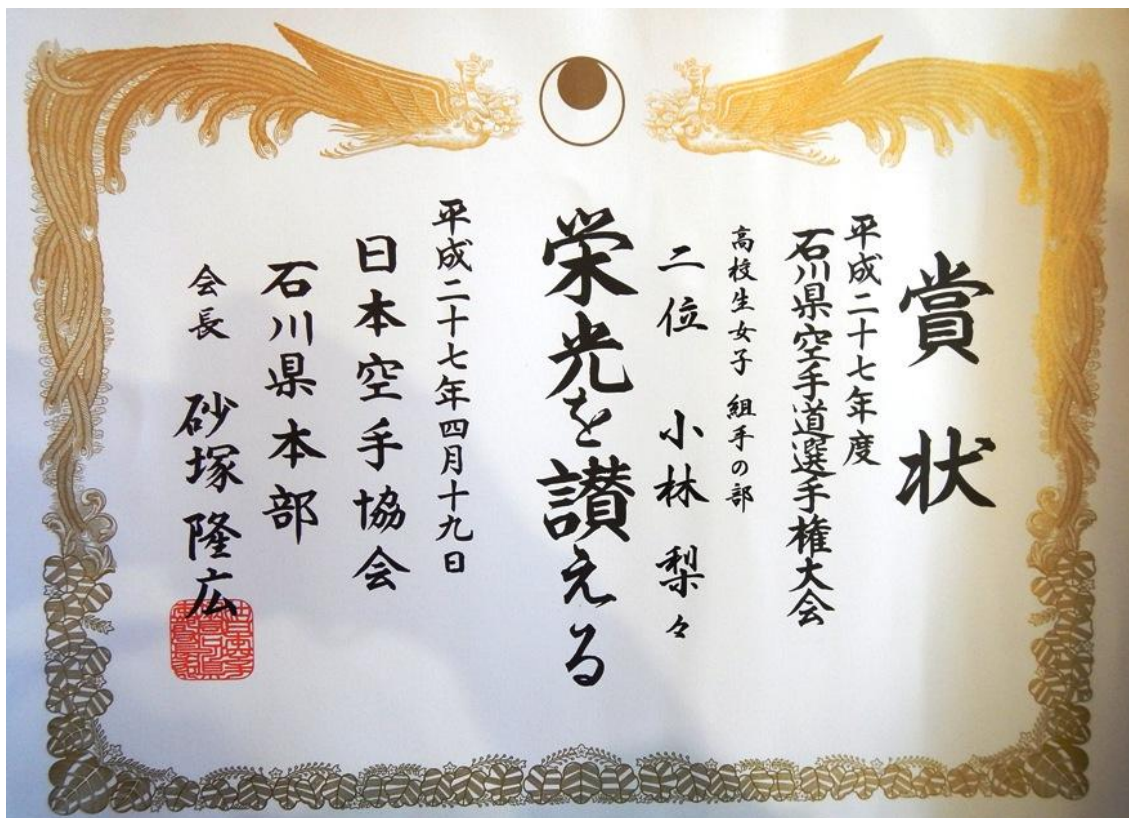 賞状
平成二十七年度
石川県空手道選手権大会
高校生女子 組手の部
二位 小林 梨々
栄光を讃える
平成二十七年四月十九日
日本空手協会
石川県本部
会長 砂塚 隆広